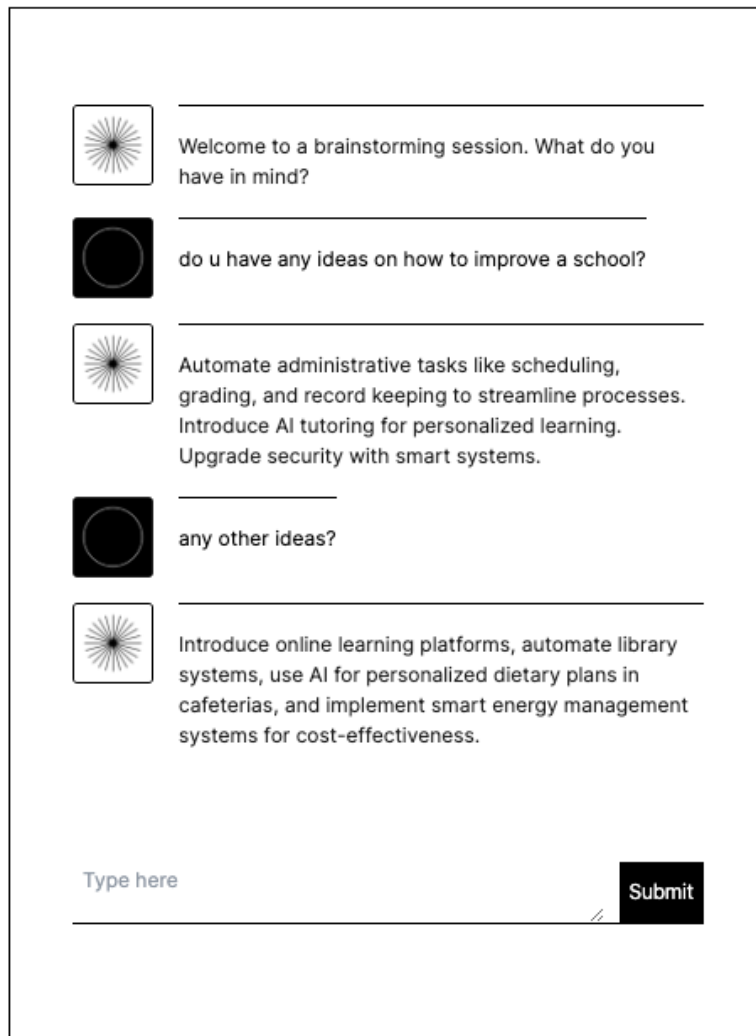 Welcome to a brainstorming session. What do you
have in mind?
do u have any ideas on how to improve a school?
Automate administrative tasks like scheduling,
grading, and record keeping to streamline processes.
Introduce AI tutoring for personalized learning.
Upgrade security with smart systems.
any other ideas?
Introduce online learning platforms, automate library
systems, use AI for personalized dietary plans in
cafeterias, and implement smart energy management
systems for cost-effectiveness.
Type here
Submit